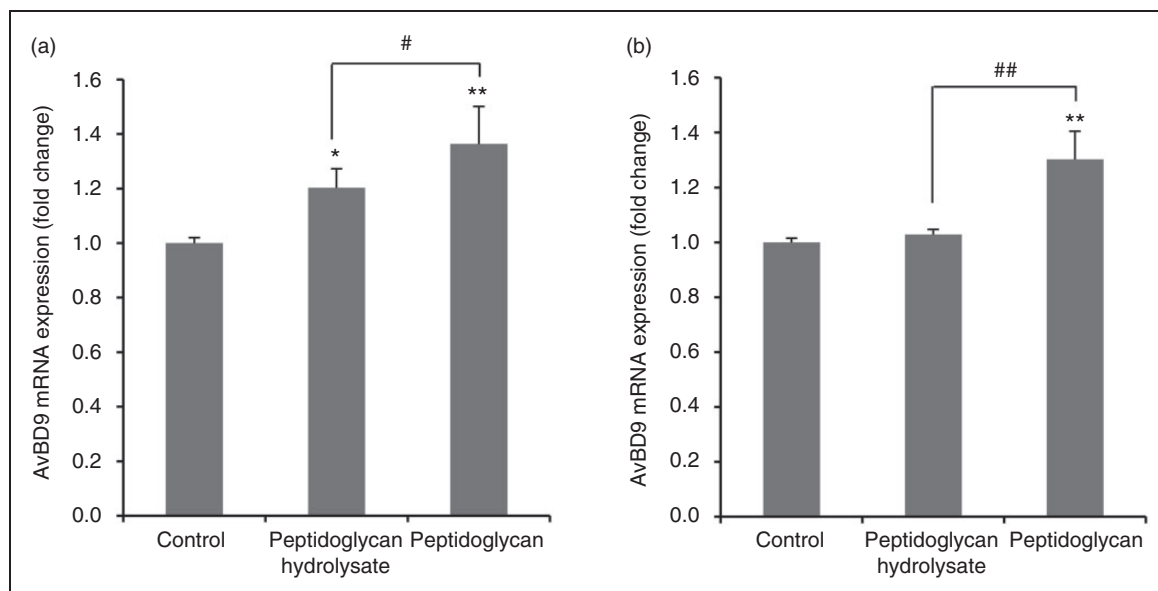 (a)
#
1.6
**
1.4
*
1.2
1.0
0.8
0.6
0.4
0.2
0.0
AvBD9 mRNA expression (fold change)
Control
Peptidoglycan
hydrolysate
Peptidoglycan
(b)
##
1.6
**
1.4
1.2
1.0
0.8
0.6
0.4
0.2
0.0
AvBD9 mRNA expression (fold change)
Control
Peptidoglycan
hydrolysate
Peptidoglycan